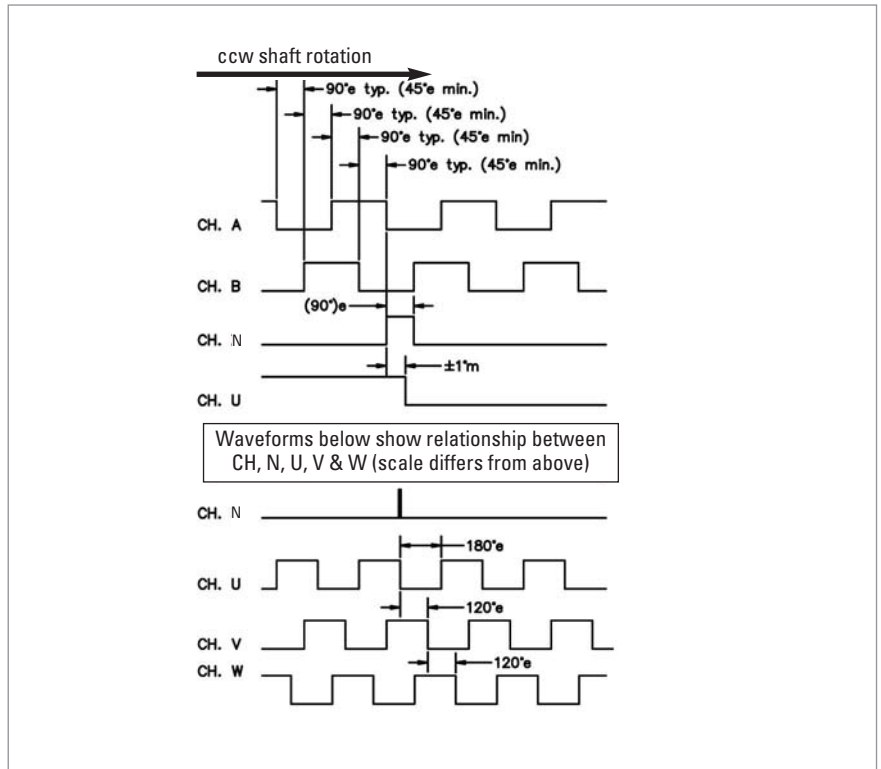 ccw shaft rotation
90°e typ. (45°e min.)
90°e typ. (45°e min.)
90°e typ. (45°e min)
90°e typ. (45°e min.)
CH. A
CH. B
(90°)e
CH. N
±1°m
CH. U
Waveforms below show relationship between
CH, N, U, V & W (scale differs from above)
CH. N
180°e
CH. U
120°e
CH. V
120°e
CH. W